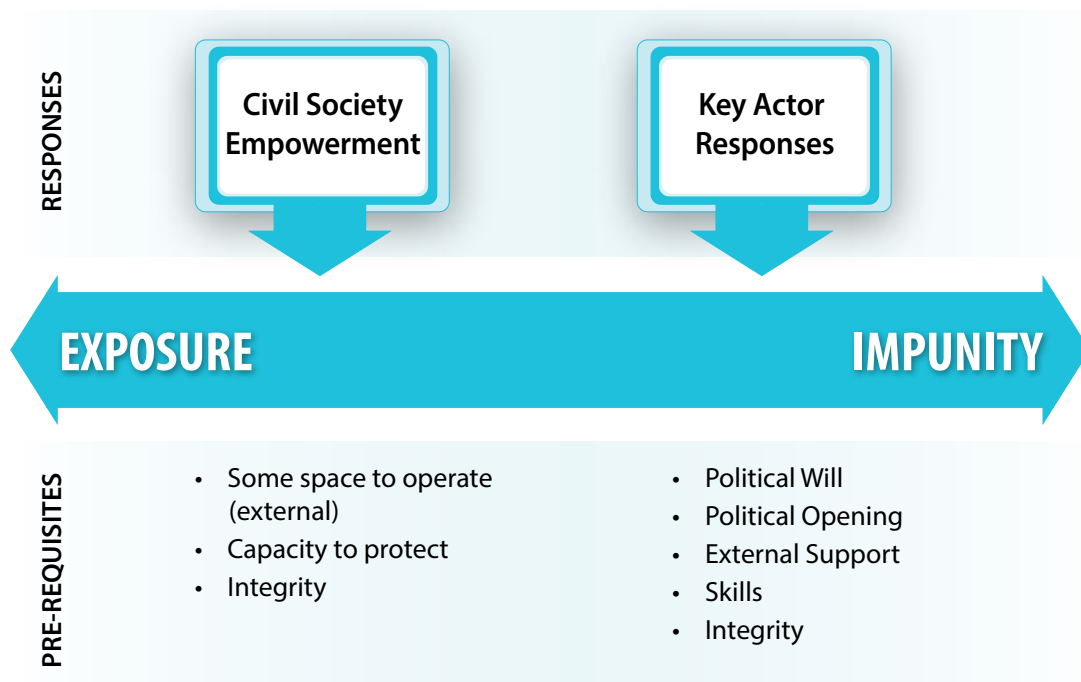 RESPONSES
Civil Society
Empowerment
Key Actor
Responses
EXPOSURE
IMPUNITY
PRE-REQUISITES
• Some space to operate
(external)
• Capacity to protect
• Integrity
• Political Will
• Political Opening
• External Support
• Skills
• Integrity